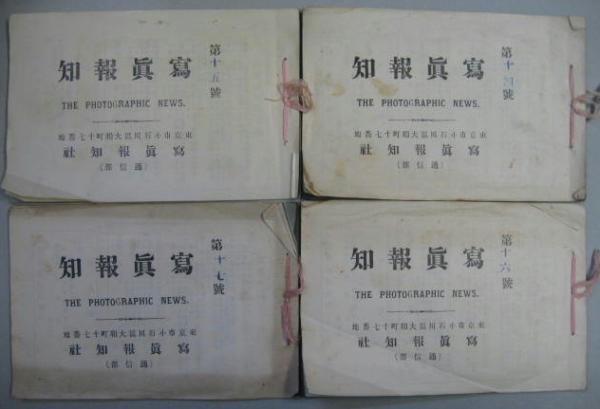 第十五號
寫眞報知
THE PHOTOGRAPHIC NEWS.
東京市小石川區大町十七番地
寫眞報知社
(通信部)
第十四號
寫眞報知
THE PHOTOGRAPHIC NEWS.
東京市小石川區大町十七番地
寫眞報知社
(通信部)
第十七號
寫眞報知
THE PHOTOGRAPHIC NEWS.
東京市小石川區大町十七番地
寫眞報知社
(通信部)
第十六號
寫眞報知
THE PHOTOGRAPHIC NEWS.
東京市小石川區大町十七番地
寫眞報知社
(通信部)